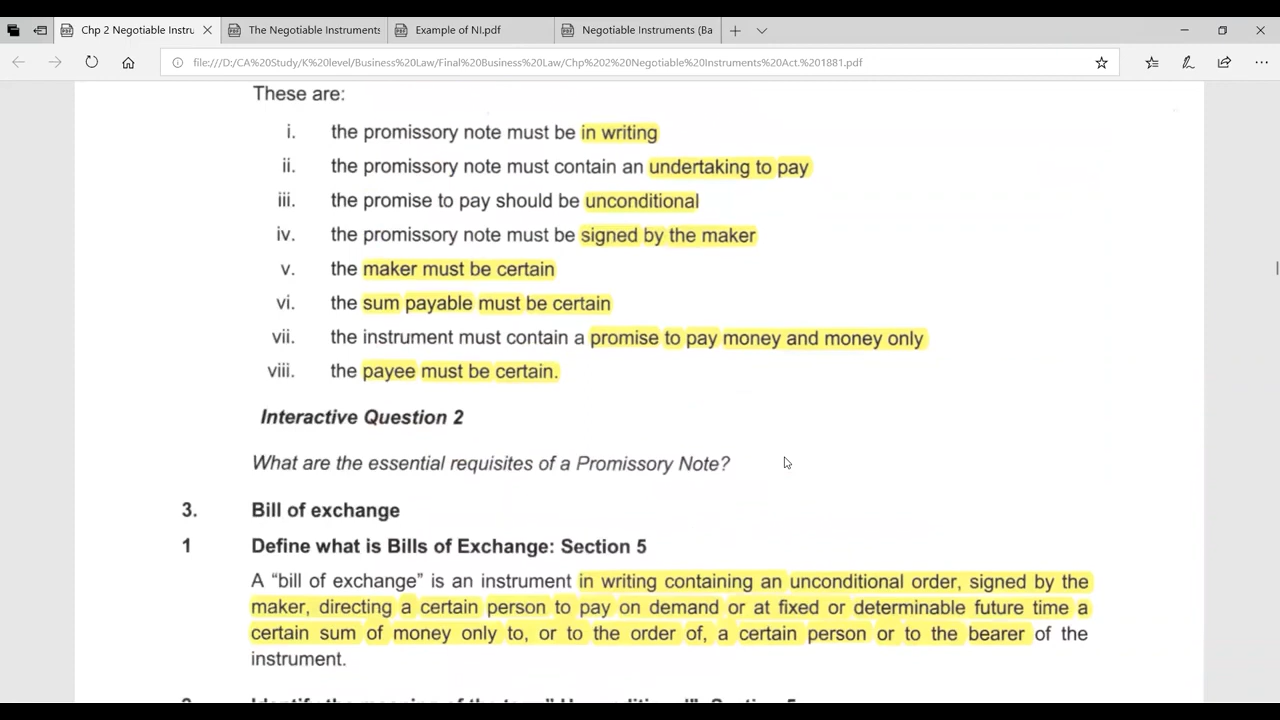 Chp 2 Negotiable Instru
The Negotiable Instruments
Example of NI.pdf
Negotiable Instruments (Ba
file:///D:/CA%20Study/K%20level/Business%20Law/Final%20Business%20Law/Chp%202%20Negotiable%20Instruments%20Act.%201881.pdf
These are:
i. the promissory note must be in writing
ii. the promissory note must contain an undertaking to pay
iii. the promise to pay should be unconditional
iv. the promissory note must be signed by the maker
v. the maker must be certain
vi. the sum payable must be certain
vii. the instrument must contain a promise to pay money and money only
viii. the payee must be certain.
Interactive Question 2
What are the essential requisites of a Promissory Note?
3. Bill of exchange
1 Define what is Bills of Exchange: Section 5
A “bill of exchange” is an instrument in writing containing an unconditional order, signed by the
maker, directing a certain person to pay on demand or at fixed or determinable future time a
certain sum of money only to, or to the order of, a certain person or to the bearer of the
instrument.